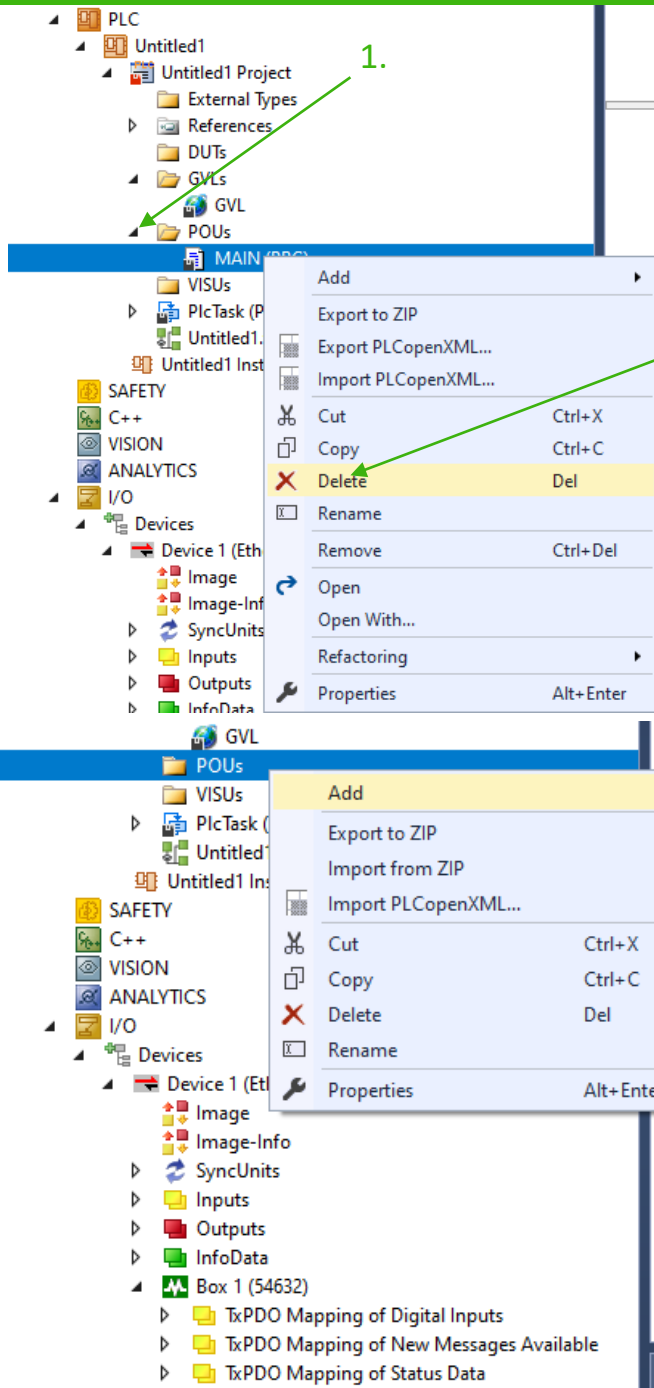 PLC
Untitled1
1.
Untitled1 Project
External Types
References
DUTs
GVLs
GVL
POUs
MAIN
VISUs
PlcTask (P
Untitled1.
Untitled1 Inst
SAFETY
C++
VISION
ANALYTICS
I/O
Devices
Device 1 (Eth
Image
Image-Inf
SyncUnits
Inputs
Outputs
InfoData
Add
Export to ZIP
Export PLCopenXML...
Import PLCopenXML...
Cut Ctrl+X
Copy Ctrl+C
Delete Del
Rename
Remove Ctrl+Del
Open
Open With...
Refactoring
Properties Alt+Enter
GVL
POUs
VISUs
PlcTask (
Untitled1
Untitled1 Ins
SAFETY
C++
VISION
ANALYTICS
I/O
Devices
Device 1 (Eth
Image
Image-Info
SyncUnits
Inputs
Outputs
InfoData
Box 1 (54632)
TxPDO Mapping of Digital Inputs
TxPDO Mapping of New Messages Available
TxPDO Mapping of Status Data
Add
Export to ZIP
Import from ZIP
Import PLCopenXML...
Cut Ctrl+X
Copy Ctrl+C
Delete Del
Rename
Properties Alt+Ente